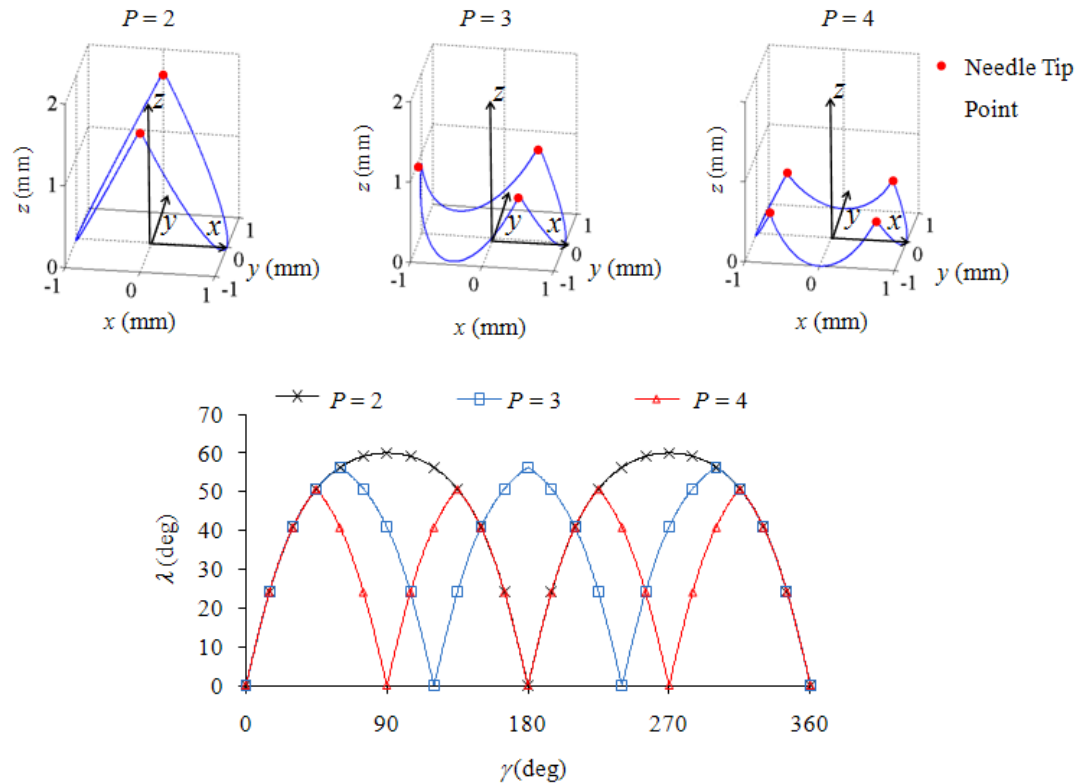 P = 2
P = 3
P = 4
Needle Tip
Point
z (mm)
2
1
0
-1
0
1
-1
0
1
x (mm)
y (mm)
z
y
x
z (mm)
2
1
0
-1
0
1
-1
0
1
x (mm)
y (mm)
z
y
x
z (mm)
2
1
0
-1
0
1
-1
0
1
x (mm)
y (mm)
z
y
x
P = 2
P = 3
P = 4
70
60
50
40
30
20
10
0
λ (deg)
0
90
180
270
360
γ(deg)